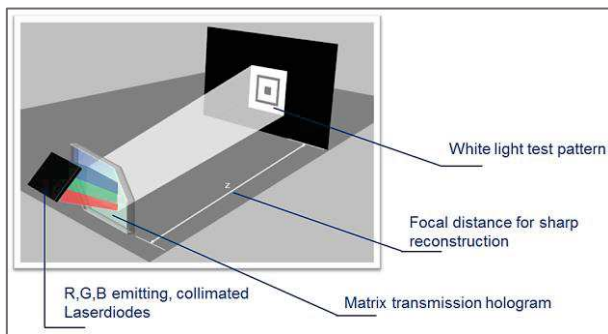 White light test pattern
z
Focal distance for sharp
reconstruction
R,G,B emitting, collimated
Laserdiodes
Matrix transmission hologram